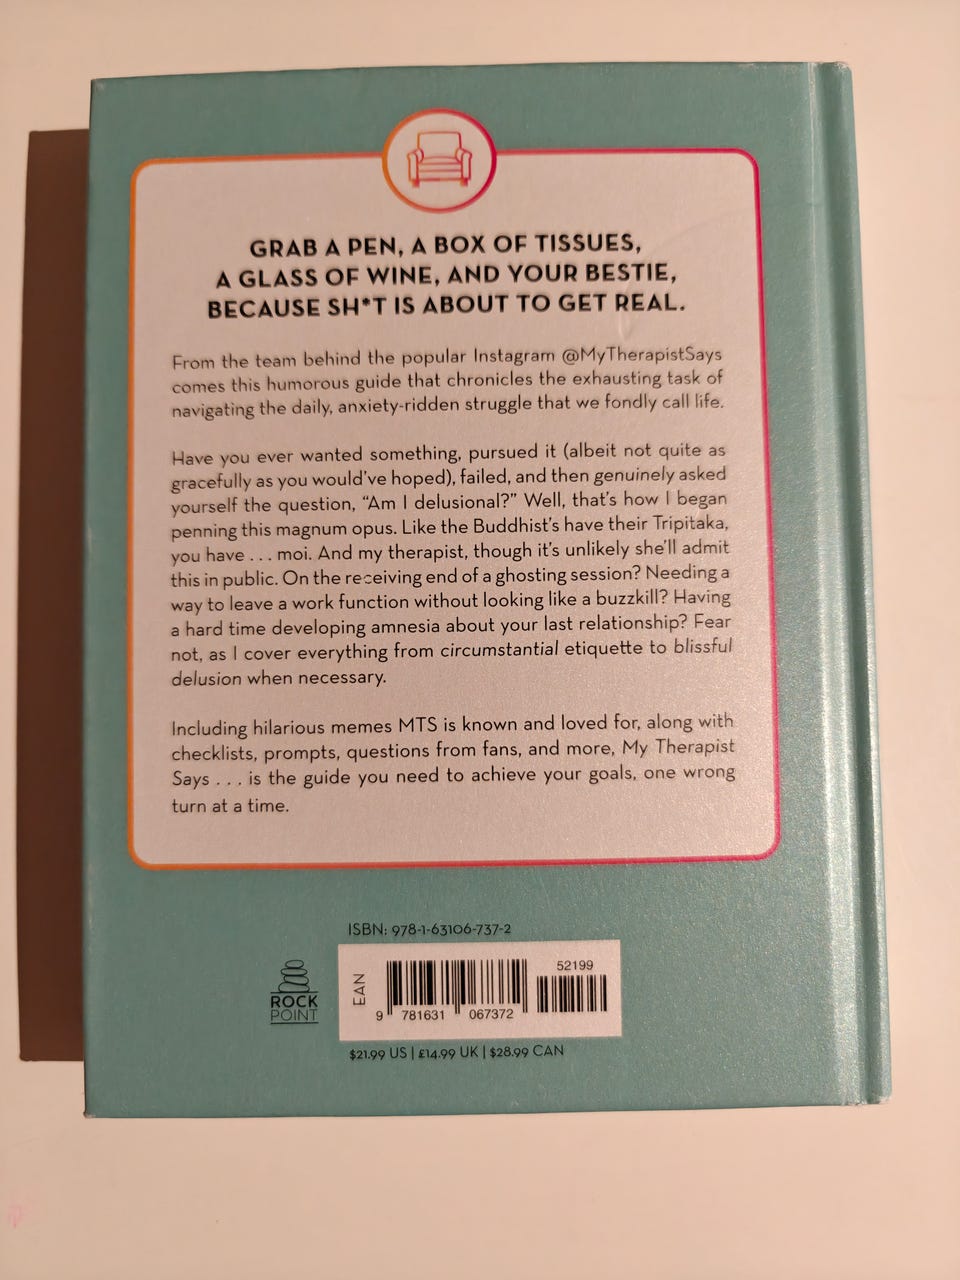 GRAB A PEN, A BOX OF TISSUES,
A GLASS OF WINE, AND YOUR BESTIE,
BECAUSE SH*T IS ABOUT TO GET REAL.
From the team behind the popular Instagram @MyTherapistSays
comes this humorous guide that chronicles the exhausting task of
navigating the daily, anxiety-ridden struggle that we fondly call life.
Have you ever wanted something, pursued it (albeit not quite as
gracefully as you would've hoped), failed, and then genuinely asked
yourself the question, “Am I delusional?” Well, that's how I began
penning this magnum opus. Like the Buddhist's have their Tripitaka,
you have . . . moi. And my therapist, though it's unlikely she'll admit
this in public. On the receiving end of a ghosting session? Needing a
way to leave a work function without looking like a buzzkill? Having
a hard time developing amnesia about your last relationship? Fear
not, as I cover everything from circumstantial etiquette to blissful
delusion when necessary.
Including hilarious memes MTS is known and loved for, along with
checklists, prompts, questions from fans, and more, My Therapist
Says . . . is the guide you need to achieve your goals, one wrong
turn at a time.
ISBN: 978-1-63106-737-2
ROCK
POINT
EAN
52199
9 781631 067372
$21.99 US | £14.99 UK | $28.99 CAN